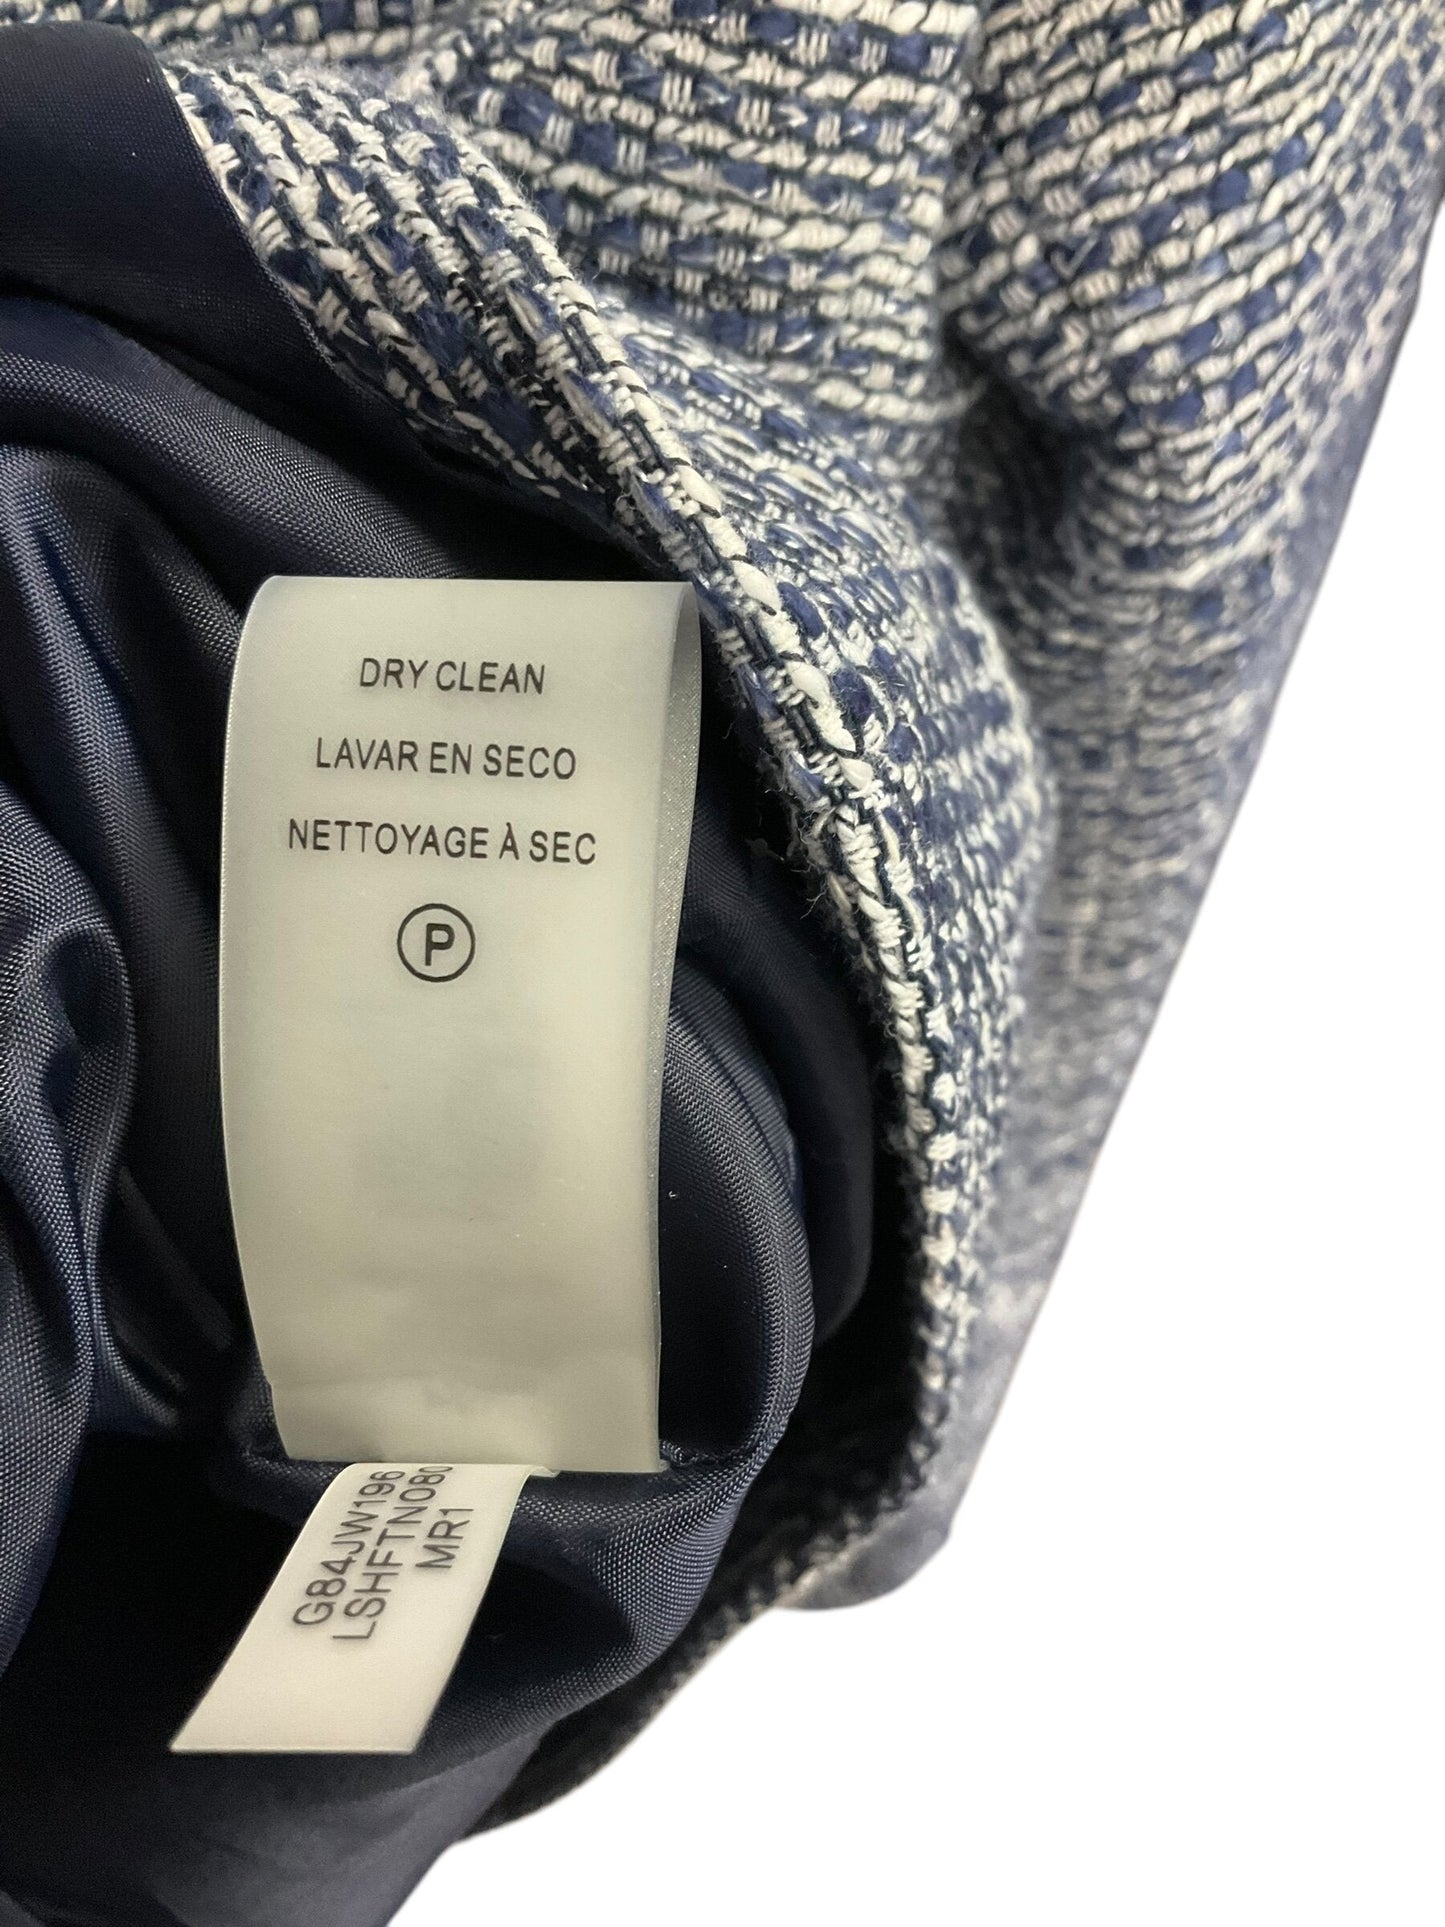 DRY CLEAN
LAVAR EN SECO
NETTOYAGE À SEC
P
G84JW196
LSHFTN080
MR1